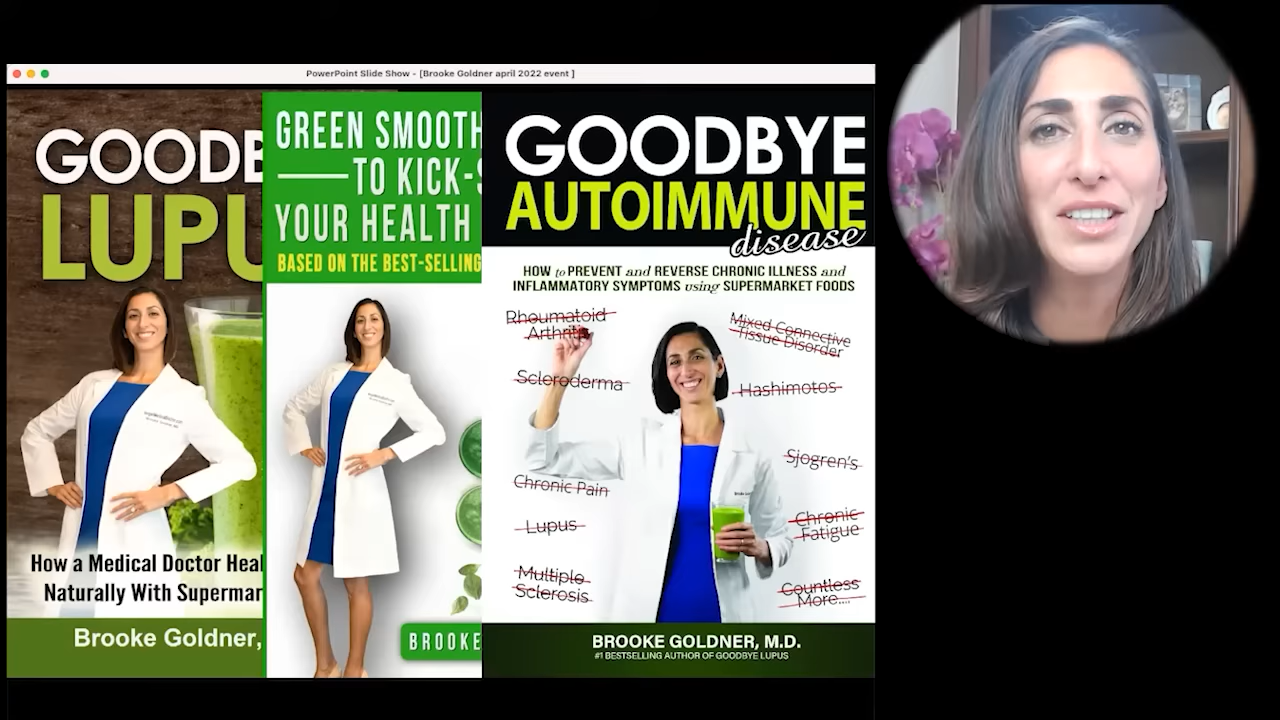 PowerPoint Slide Show - [Brooke Goldner april 2022 event ]
GOODB
LUPU
How a Medical Doctor Heal
Naturally With Supermar
Brooke Goldner,
GREEN SMOOTH
TO KICK-S
YOUR HEALTH
BASED ON THE BEST-SELLING
BROOKE
GOODBYE
AUTOIMMUNE
disease
HOW to PREVENT and REVERSE CHRONIC ILLNESS and
INFLAMMATORY SYMPTOMS using SUPERMARKET FOODS
Rheumatoid
Arthritis
Mixed Connective
Tissue Disorder
Scleroderma
Hashimotos
Sjogren's
Chronic Pain
Lupus
Chronic
Fatigue
Multiple
Sclerosis
Countless
More....
BROOKE GOLDNER, M.D.
#1 BESTSELLING AUTHOR OF GOODBYE LUPUS